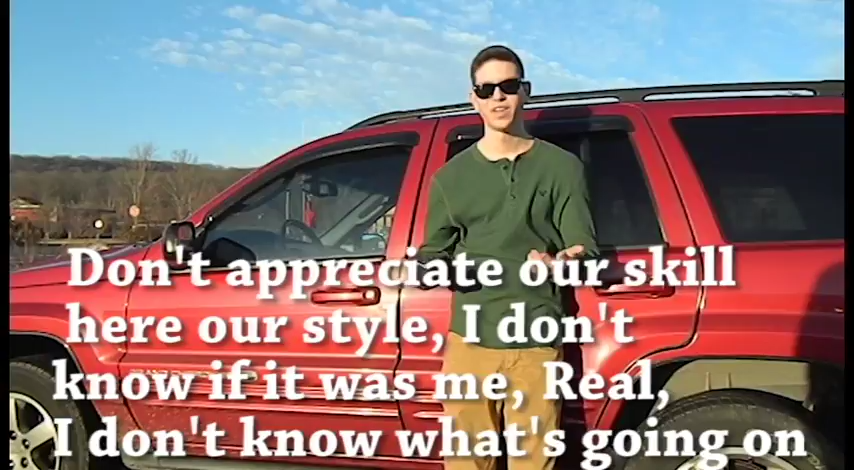 Don't appreciate our skill
here our style, I don't
know if it was me, Real,
I don't know what's going on